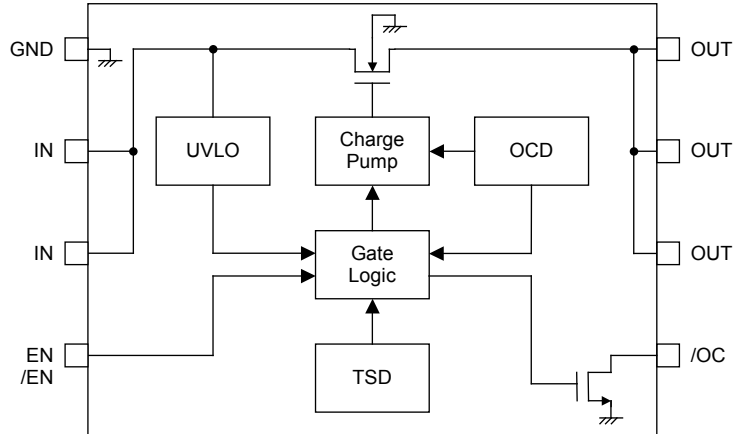 GND
OUT
IN
UVLO
Charge
Pump
OCD
OUT
IN
Gate
Logic
OUT
EN
/EN
TSD
/OC